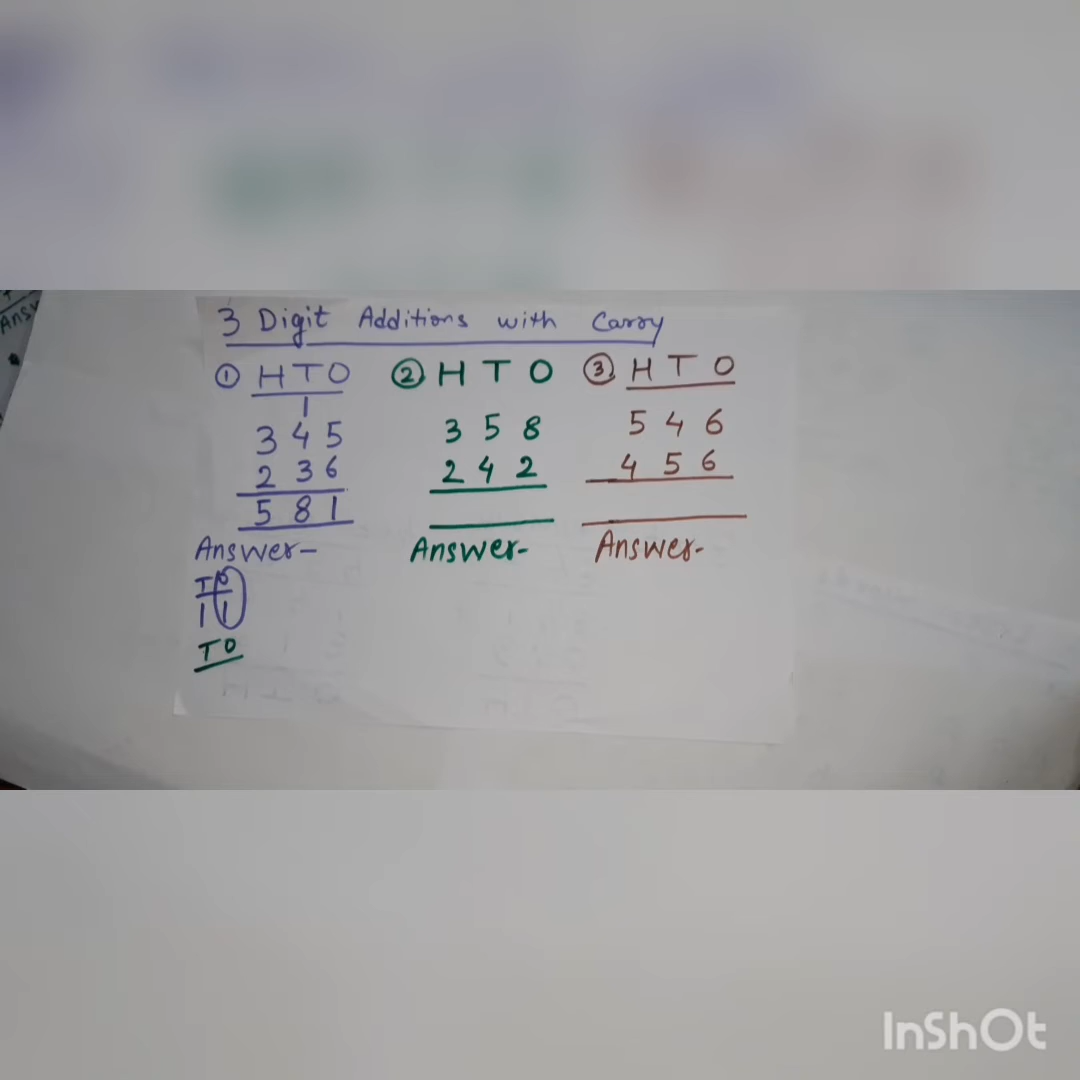 3 Digit Additions with Carry
① H T O
1
3 4 5
2 3 6
5 8 1
Answer-
T O
1 1
T O
② H T O
3 5 8
2 4 2
Answer-
③ H T O
5 4 6
4 5 6
Answer-
InShOt